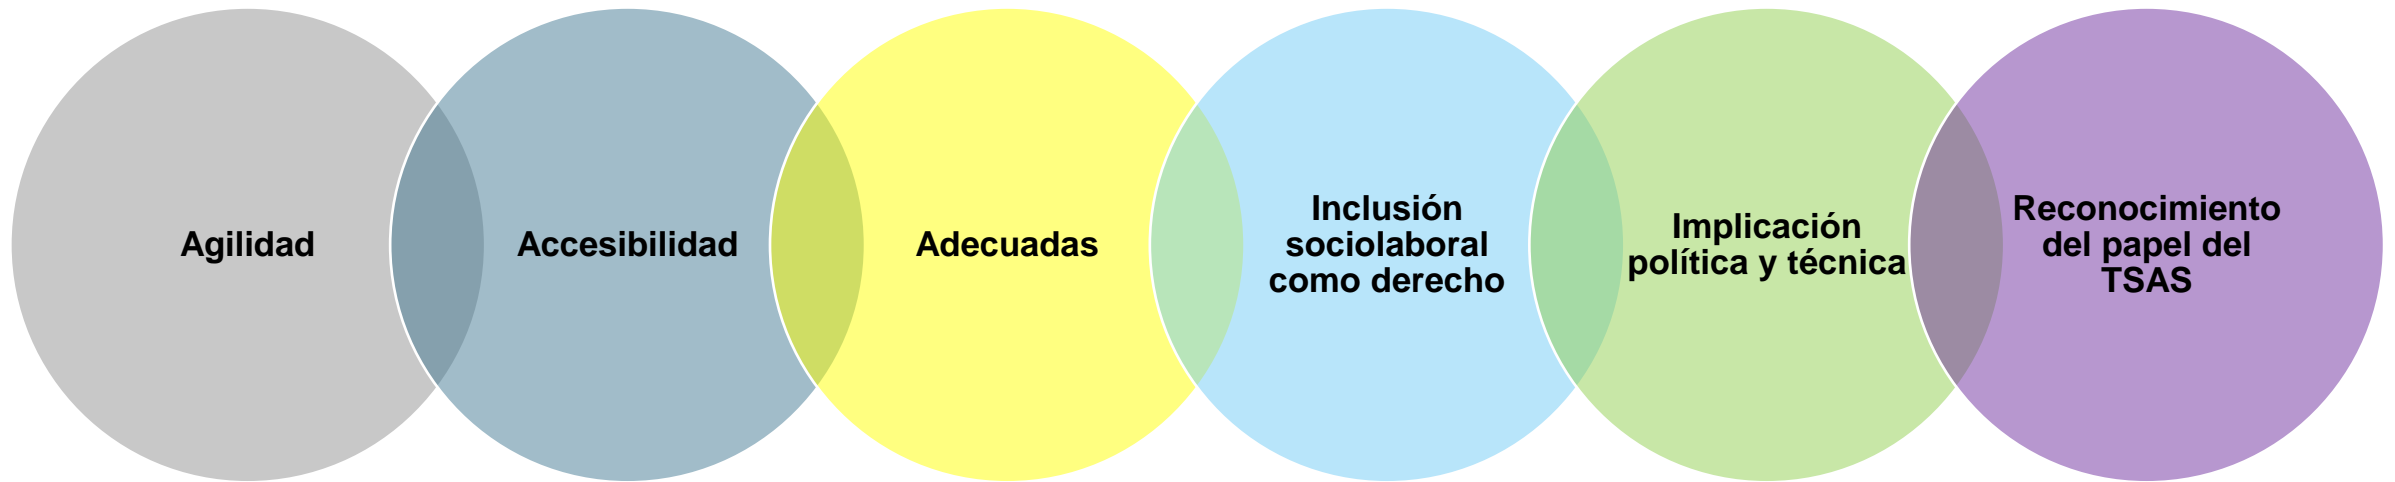 Agilidad
Accesibilidad
Adecuadas
Inclusión
sociolaboral
como derecho
Implicación
política y técnica
Reconocimiento
del papel del
TSAS